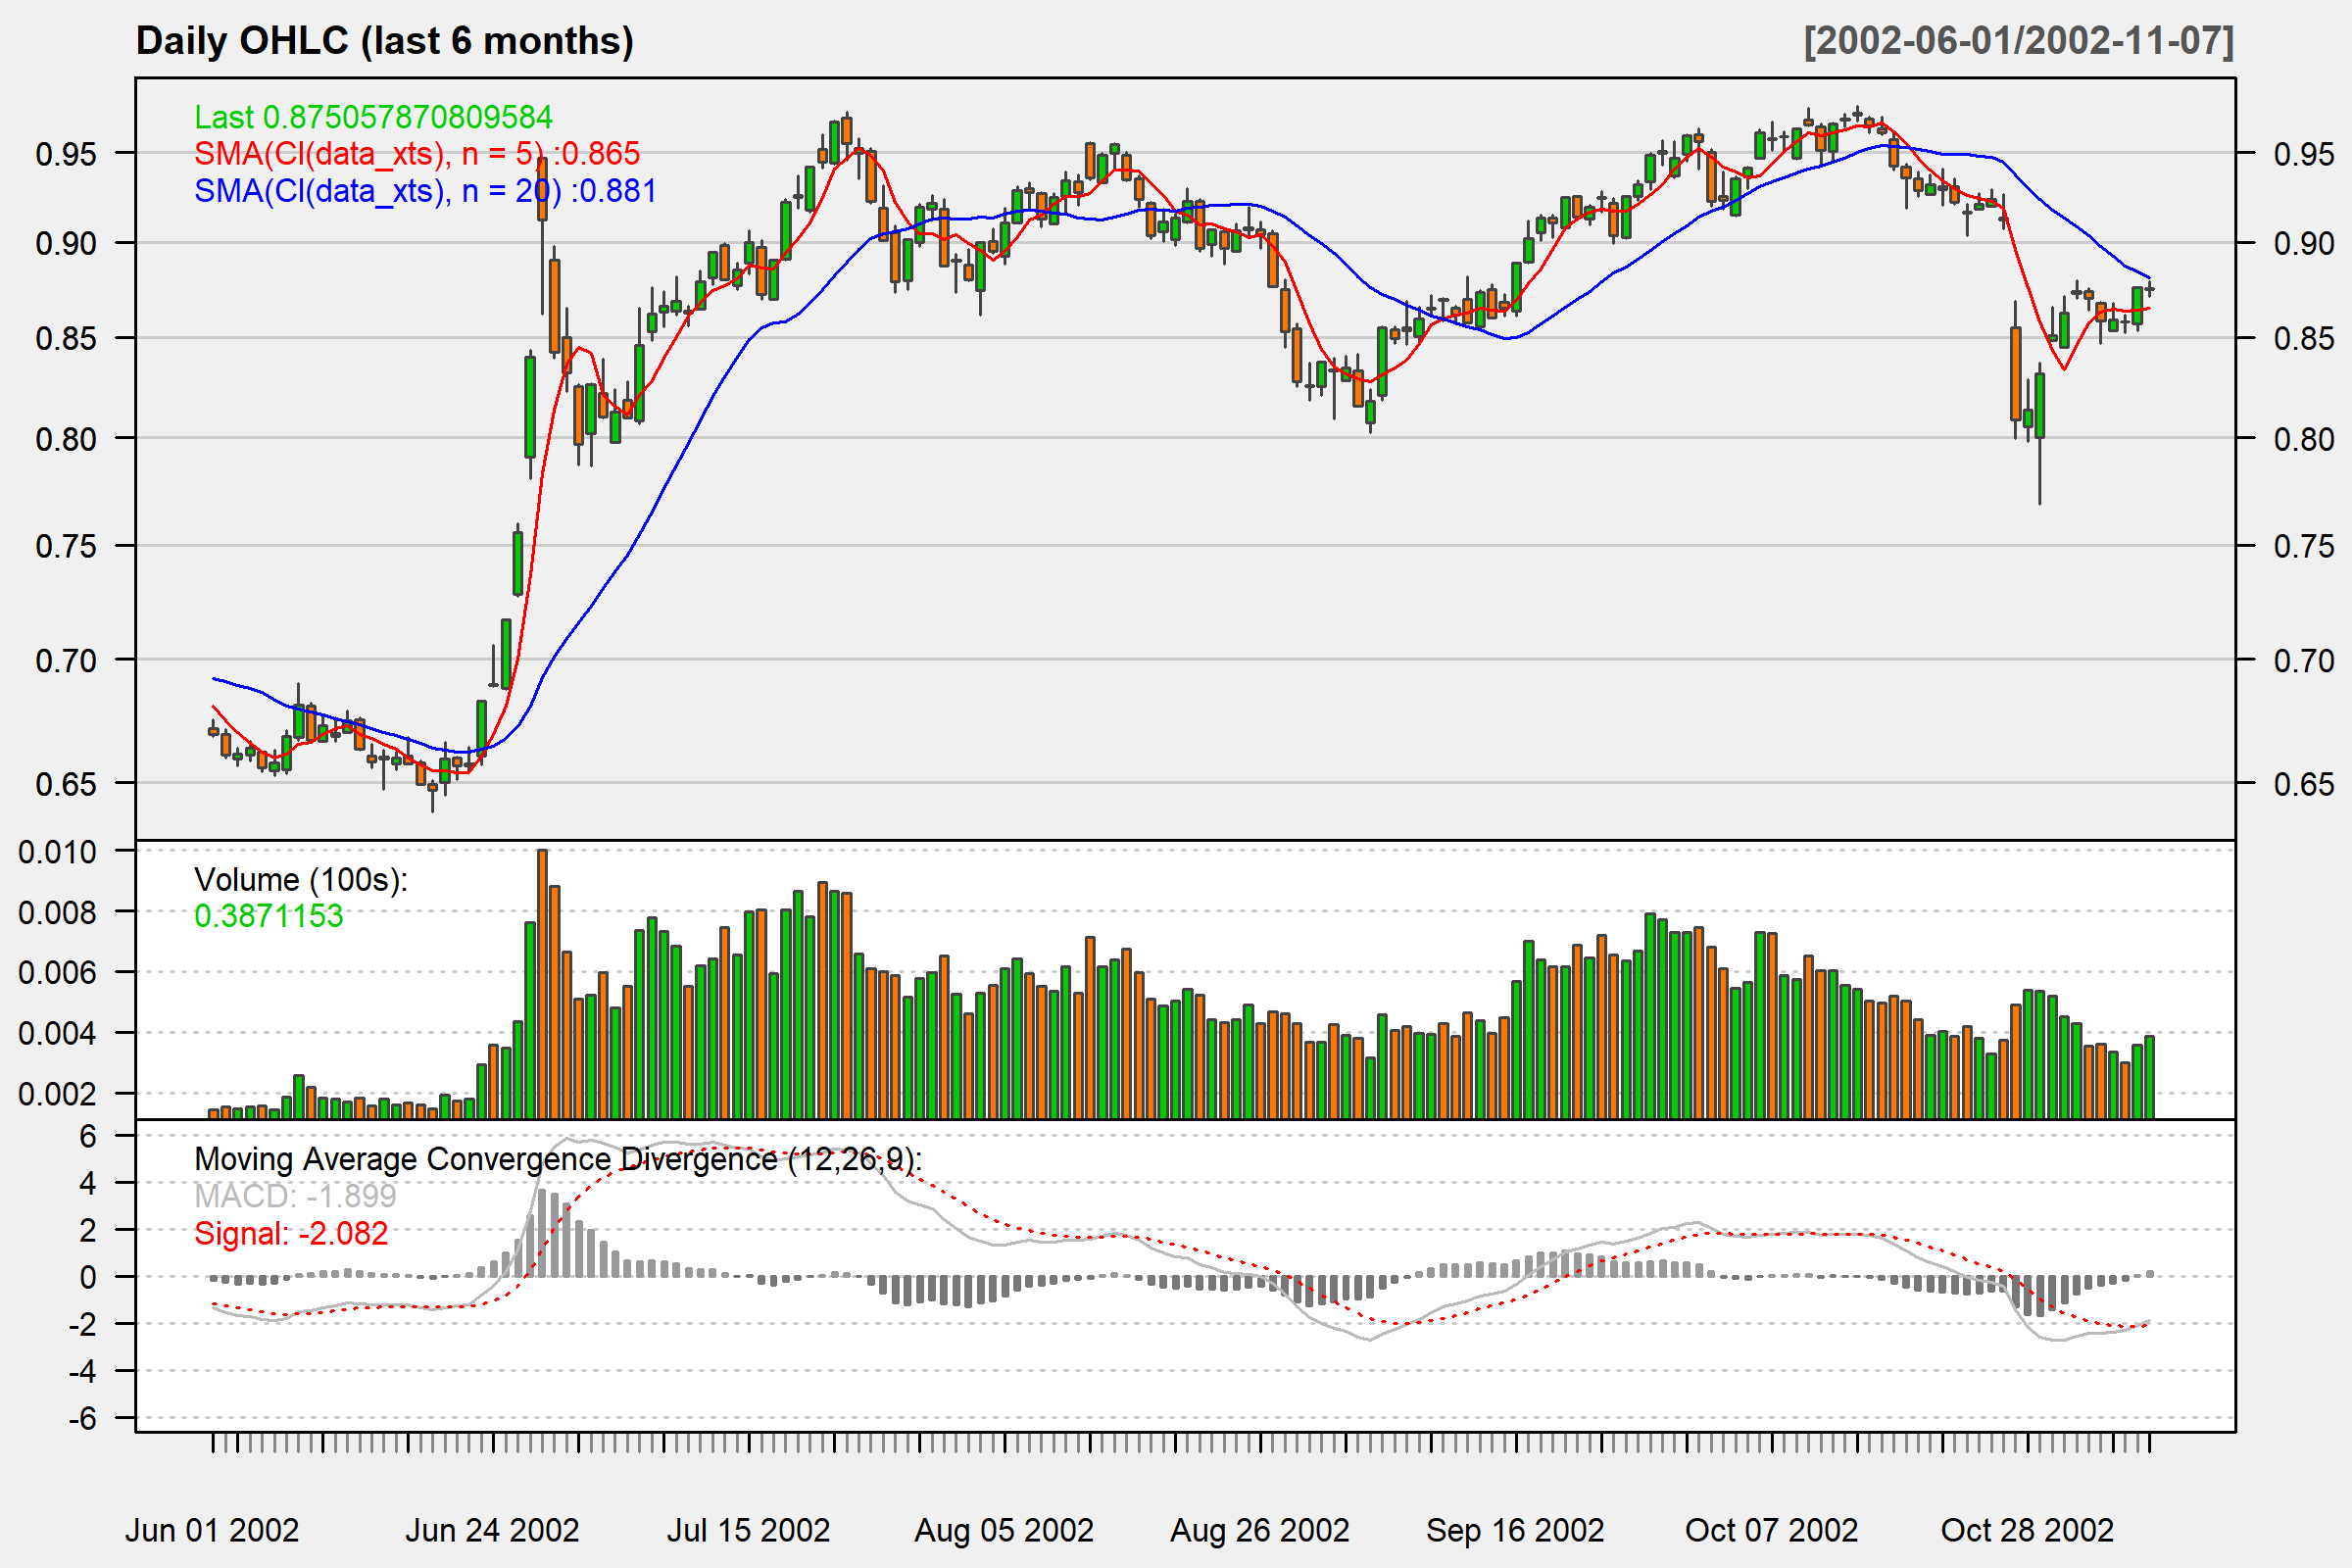 Daily OHLC (last 6 months) [2002-06-01/2002-11-07]
Last 0.875057870809584
SMA(Cl(data_xts), n = 5) :0.865
SMA(Cl(data_xts), n = 20) :0.881
0.95 0.95
0.90 0.90
0.85 0.85
0.80 0.80
0.75 0.75
0.70 0.70
0.65 0.65
Volume (100s):
0.3871153
0.010
0.008
0.006
0.004
0.002
Moving Average Convergence Divergence (12,26,9):
MACD: -1.899
Signal: -2.082
6
4
2
0
-2
-4
-6
Jun 01 2002 Jun 24 2002 Jul 15 2002 Aug 05 2002 Aug 26 2002 Sep 16 2002 Oct 07 2002 Oct 28 2002